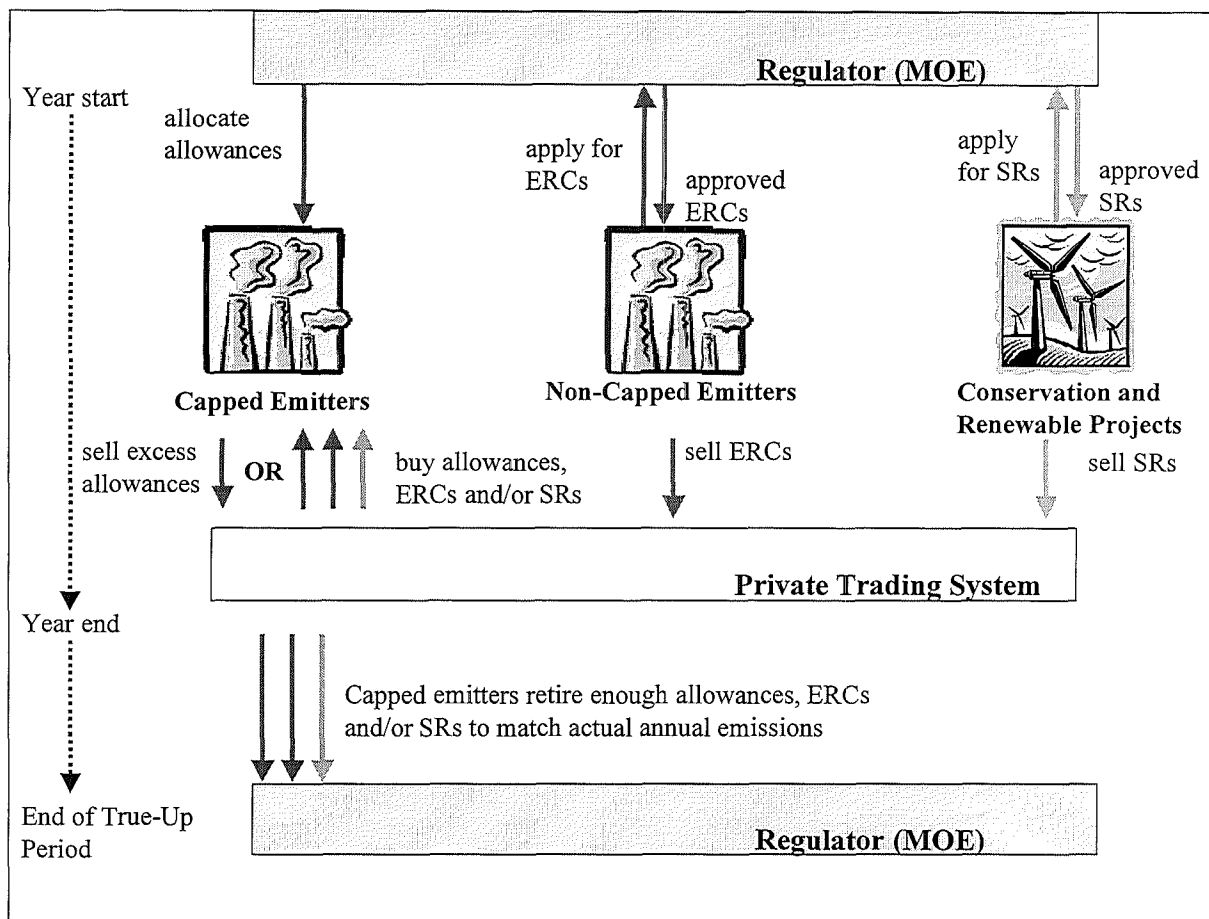 Regulator (MOE)
Year start
allocate
allowances
apply for
ERCs
approved
ERCs
apply
for SRs
approved
SRs
Capped Emitters
Non-Capped Emitters
Conservation and
Renewable Projects
sell excess
allowances
OR
buy allowances,
ERCs and/or SRs
sell ERCs
sell SRs
Private Trading System
Year end
Capped emitters retire enough allowances, ERCs
and/or SRs to match actual annual emissions
End of True-Up
Period
Regulator (MOE)